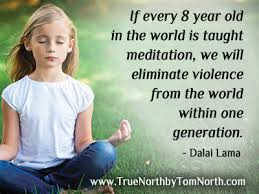 If every 8 year old
in the world is taught
meditation, we will
eliminate violence
from the world
within one
generation.
- Dalai Lama
www.TrueNorthbyTomNorth.com